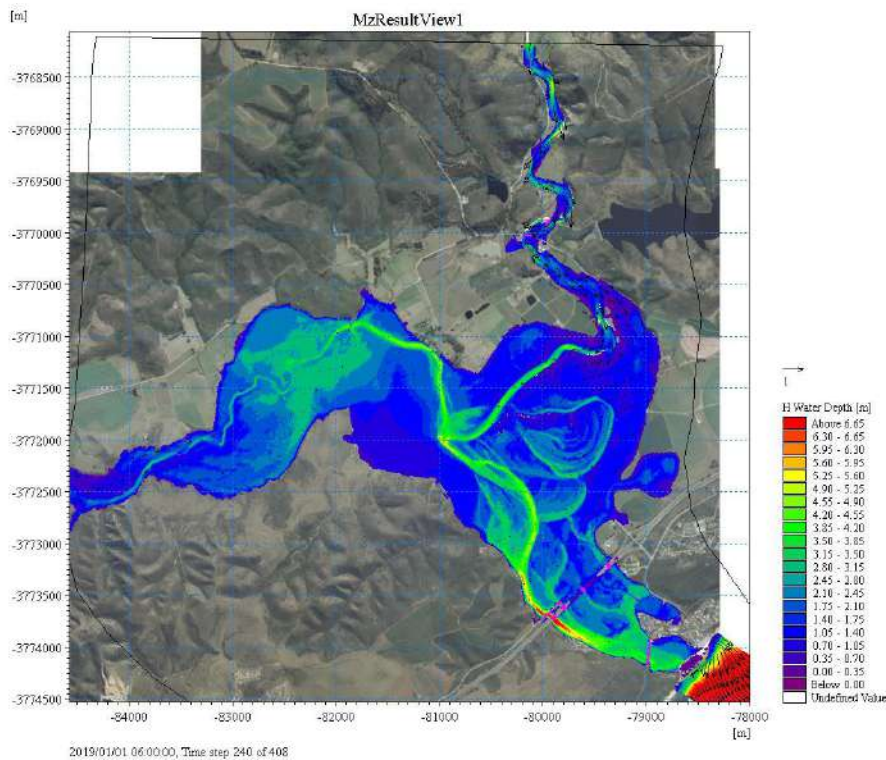 [m]
MzResultView1
-3768500
-3769000
-3769500
-3770000
-3770500
-3771000
-3771500
-3772000
-3772500
-3773000
-3773500
-3774000
-3774500
-84000 -83000 -82000 -81000 -80000 -79000 -78000
[m]
1
H Water Depth [m]
Above 6.65
6.30 - 6.65
5.95 - 6.30
5.60 - 5.95
5.25 - 5.60
4.90 - 5.25
4.55 - 4.90
4.20 - 4.55
3.85 - 4.20
3.50 - 3.85
3.15 - 3.50
2.80 - 3.15
2.45 - 2.80
2.10 - 2.45
1.75 - 2.10
1.40 - 1.75
1.05 - 1.40
0.70 - 1.05
0.35 - 0.70
0.00 - 0.35
Below 0.00
Undefined Value
2019/01/01 06:00:00, Time step 240 of 408